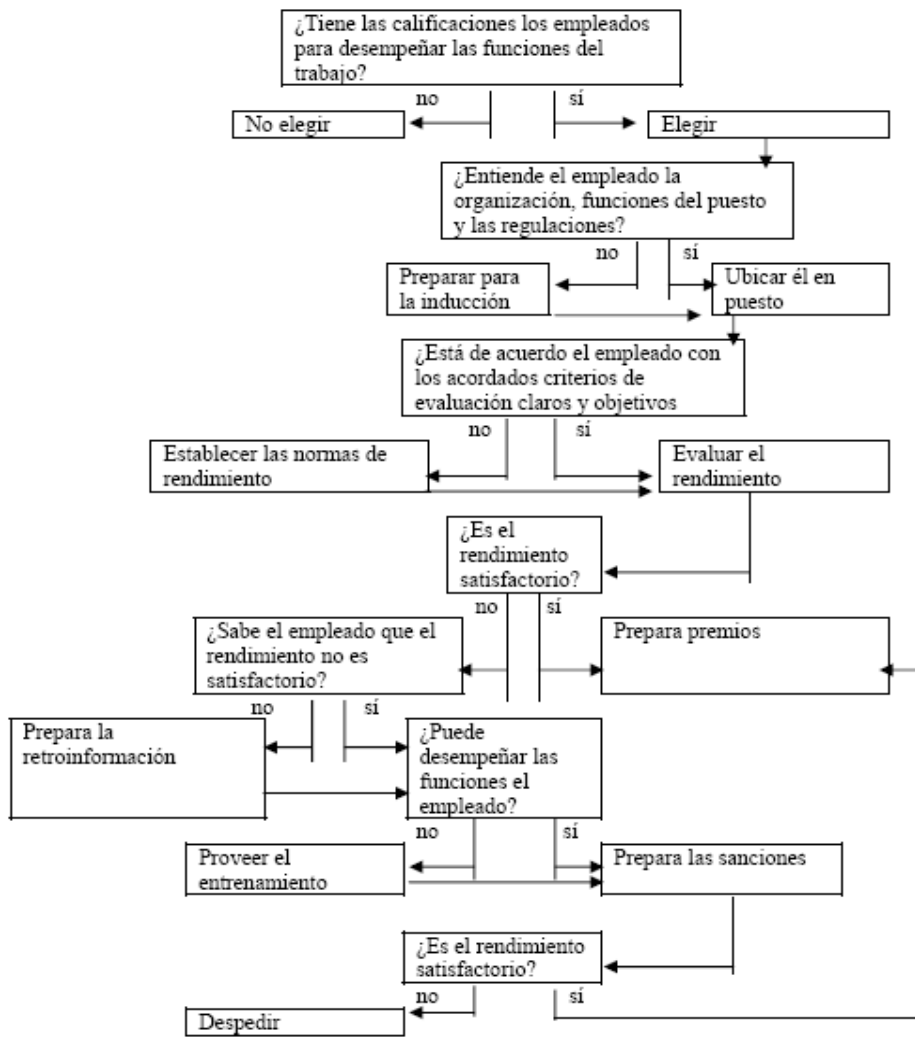 ¿Tiene las calificaciones los empleados
para desempeñar las funciones del
trabajo?
no
sí
No elegir
Elegir
¿Entiende el empleado la
organización, funciones del puesto
y las regulaciones?
no
sí
Preparar para
la inducción
Ubicar él en
puesto
¿Está de acuerdo el empleado con
los acordados criterios de
evaluación claros y objetivos
no
sí
Establecer las normas de
rendimiento
Evaluar el
rendimiento
¿Es el
rendimiento
satisfactorio?
no
sí
¿Sabe el empleado que el
rendimiento no es
satisfactorio?
Prepara premios
no
sí
Prepara la
retroinformación
¿Puede
desempeñar las
funciones el
empleado?
no
sí
Proveer el
entrenamiento
Prepara las sanciones
¿Es el rendimiento
satisfactorio?
no
sí
Despedir